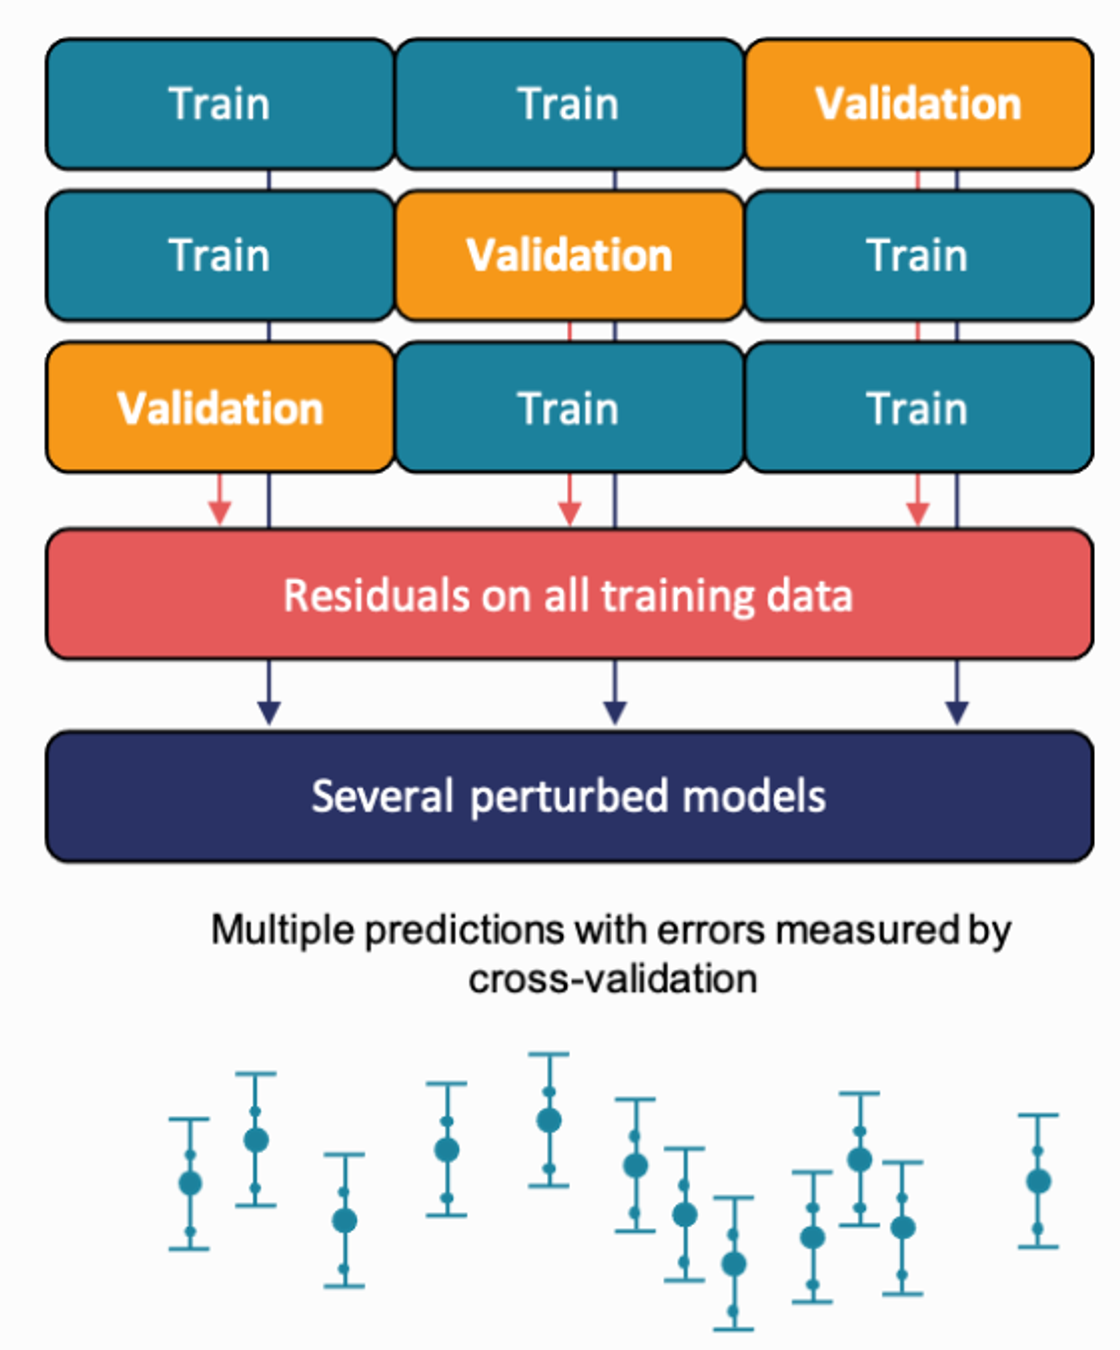 Train Train Validation
Train Validation Train
Validation Train Train
Residuals on all training data
Several perturbed models
Multiple predictions with errors measured by
cross-validation